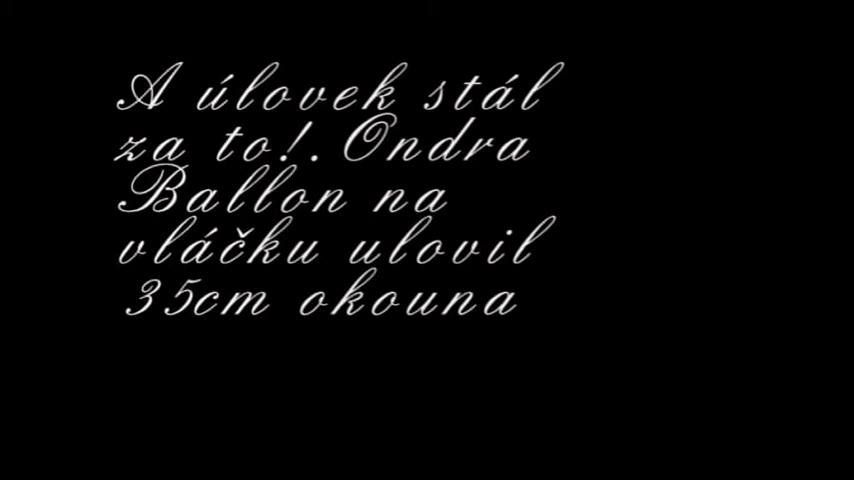 A úlovek stál
za to!. Ondra
Ballon na
vláčku ulovil
35cm okouna